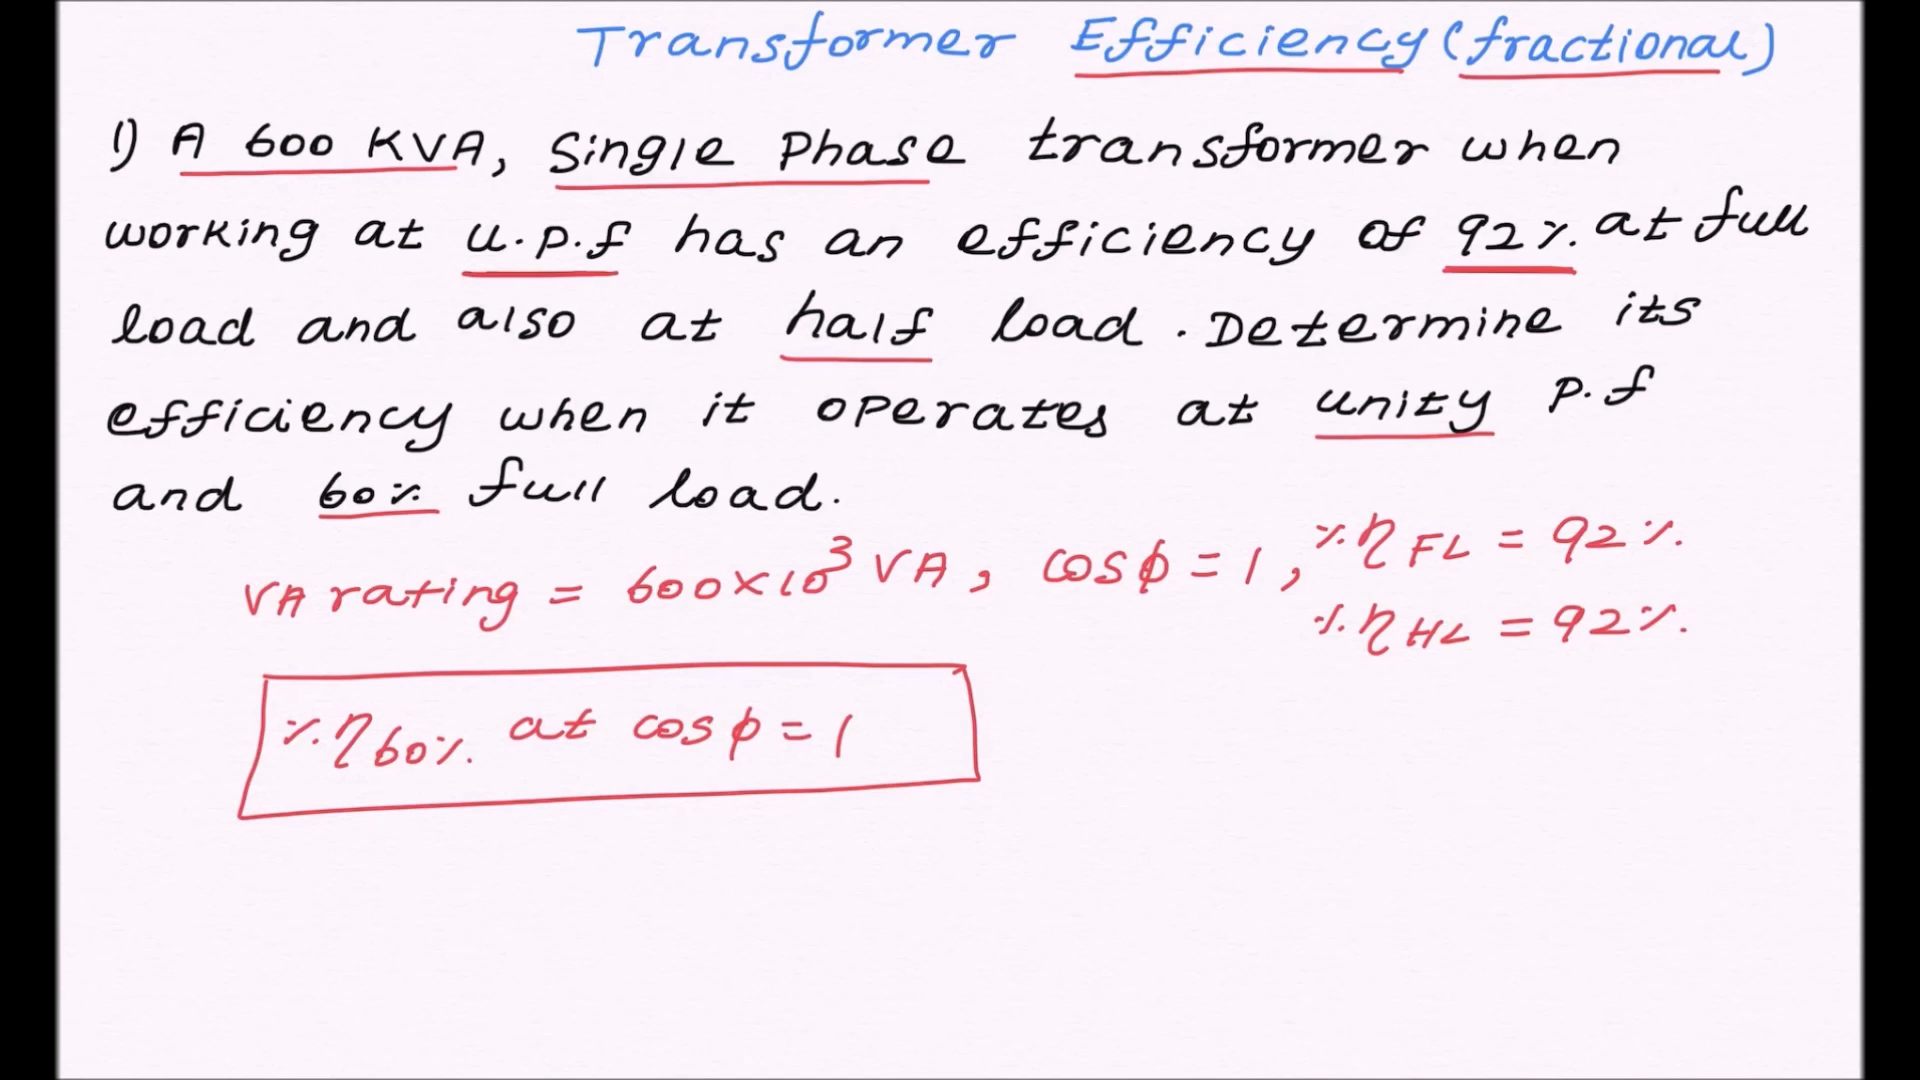 Transformer Efficiency (fractional)
1) A 600 KVA, Single Phase transformer when
working at u.p.f has an efficiency of 92%. at full
load and also at half load. Determine its
efficiency when it operates at unity P.f
and 60% full load.
VA rating = 600×10³ VA, cosϕ = 1, %η FL = 92%.
%η HL = 92%.
%η 60%. at cosϕ = 1